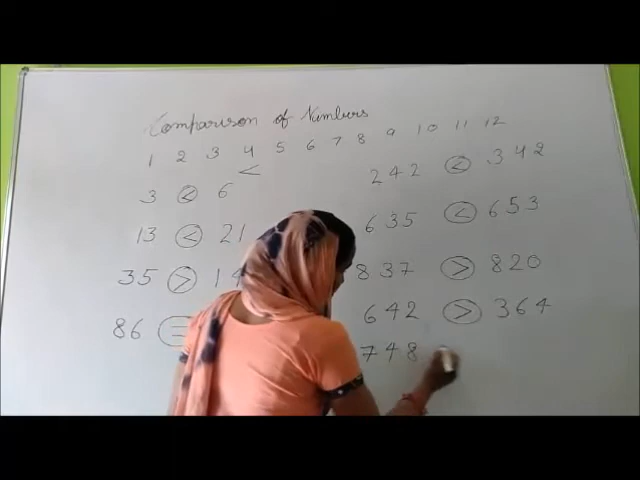 Comparison of Numbers
1 2 3 4 5 6 7 8 9 10 11 12
<
3 < 6
13 < 21
35 > 1
86 =
242 < 342
635 < 653
837 > 820
642 > 364
748